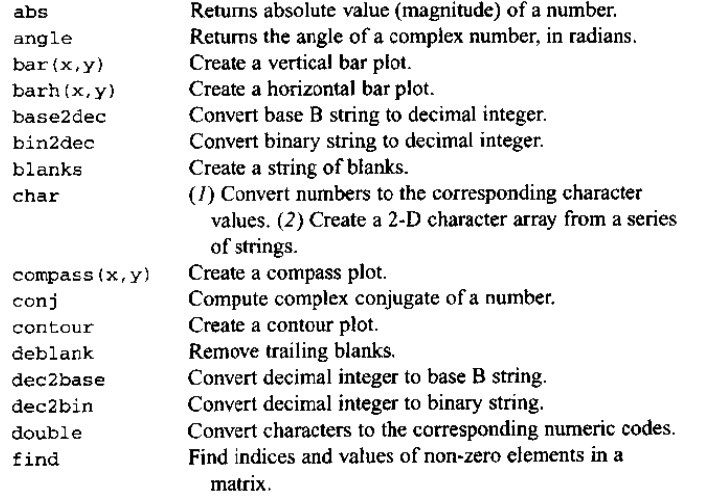 abs Returns absolute value (magnitude) of a number.
angle Returns the angle of a complex number, in radians.
bar(x,y) Create a vertical bar plot.
barh(x,y) Create a horizontal bar plot.
base2dec Convert base B string to decimal integer.
bin2dec Convert binary string to decimal integer.
blanks Create a string of blanks.
char (1) Convert numbers to the corresponding character
values. (2) Create a 2-D character array from a series
of strings.
compass(x,y) Create a compass plot.
conj Compute complex conjugate of a number.
contour Create a contour plot.
deblank Remove trailing blanks.
dec2base Convert decimal integer to base B string.
dec2bin Convert decimal integer to binary string.
double Convert characters to the corresponding numeric codes.
find Find indices and values of non-zero elements in a
matrix.